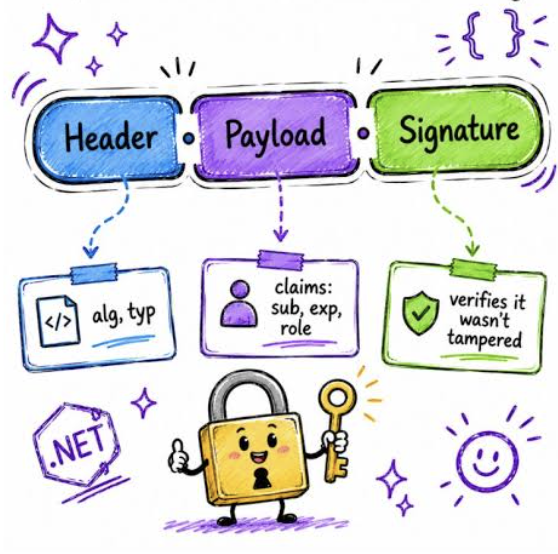 Header
Payload
Signature
alg, typ
claims:
sub, exp,
role
verifies it
wasn't
tampered
.NET